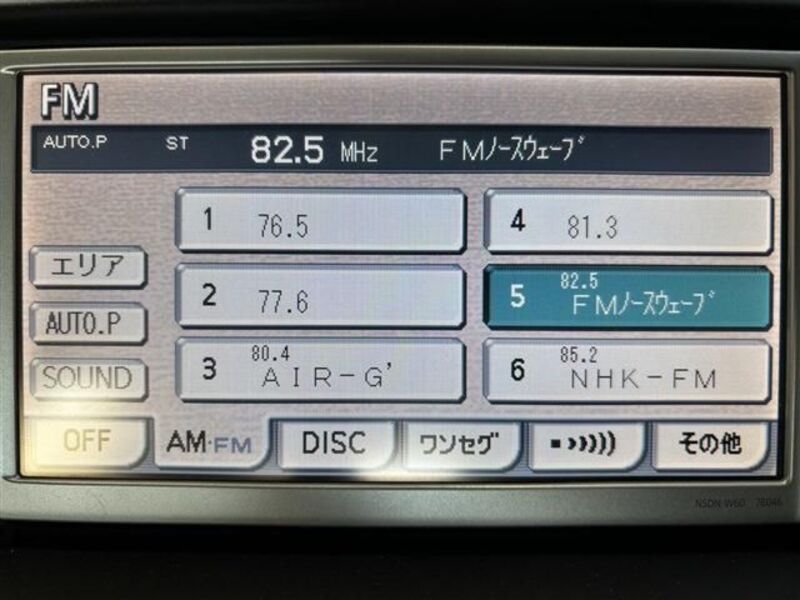 FM
AUTO.P ST 82.5 MHz FMノースウェーブ
1 76.5
4 81.3
エリア
2 77.6
5 82.5 FMノースウェーブ
AUTO.P
3 80.4 AIR-G'
6 85.2 NHK-FM
SOUND
OFF AM·FM DISC ワンセグ その他
NSDN-W60 78046